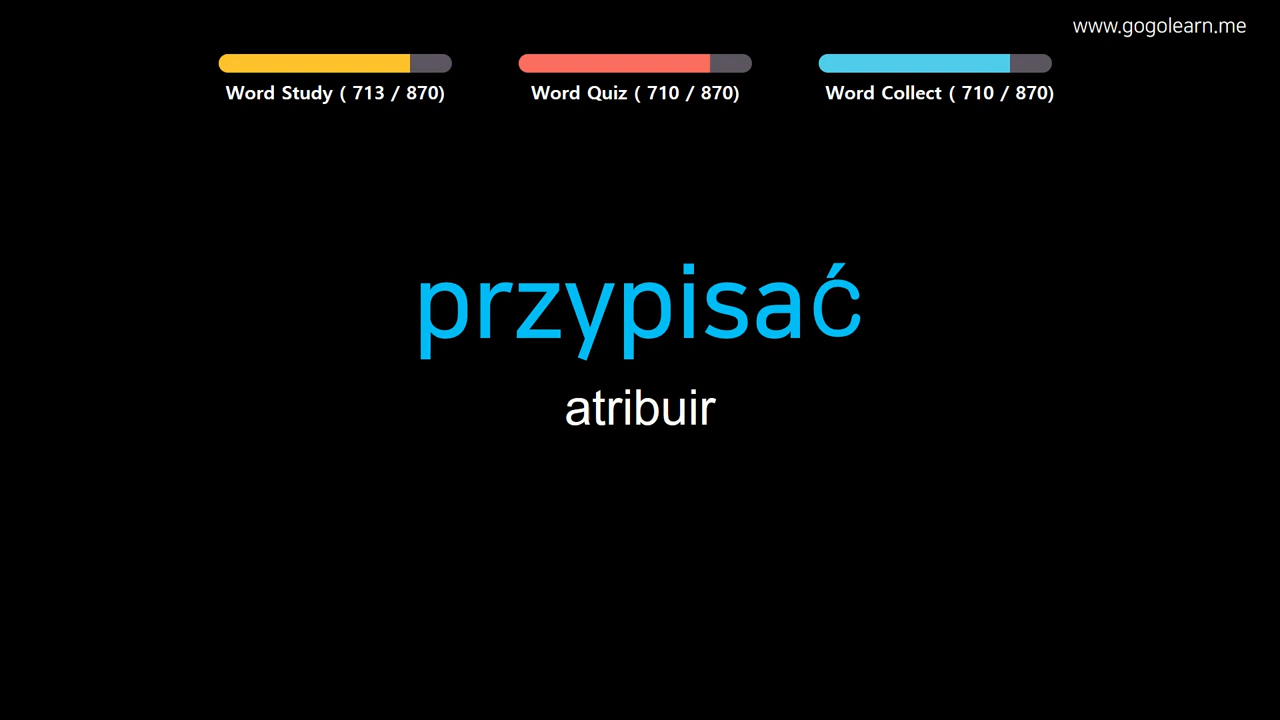 www.gogolearn.me
Word Study ( 713 / 870) Word Quiz ( 710 / 870) Word Collect ( 710 / 870)
przypisać
atribuir